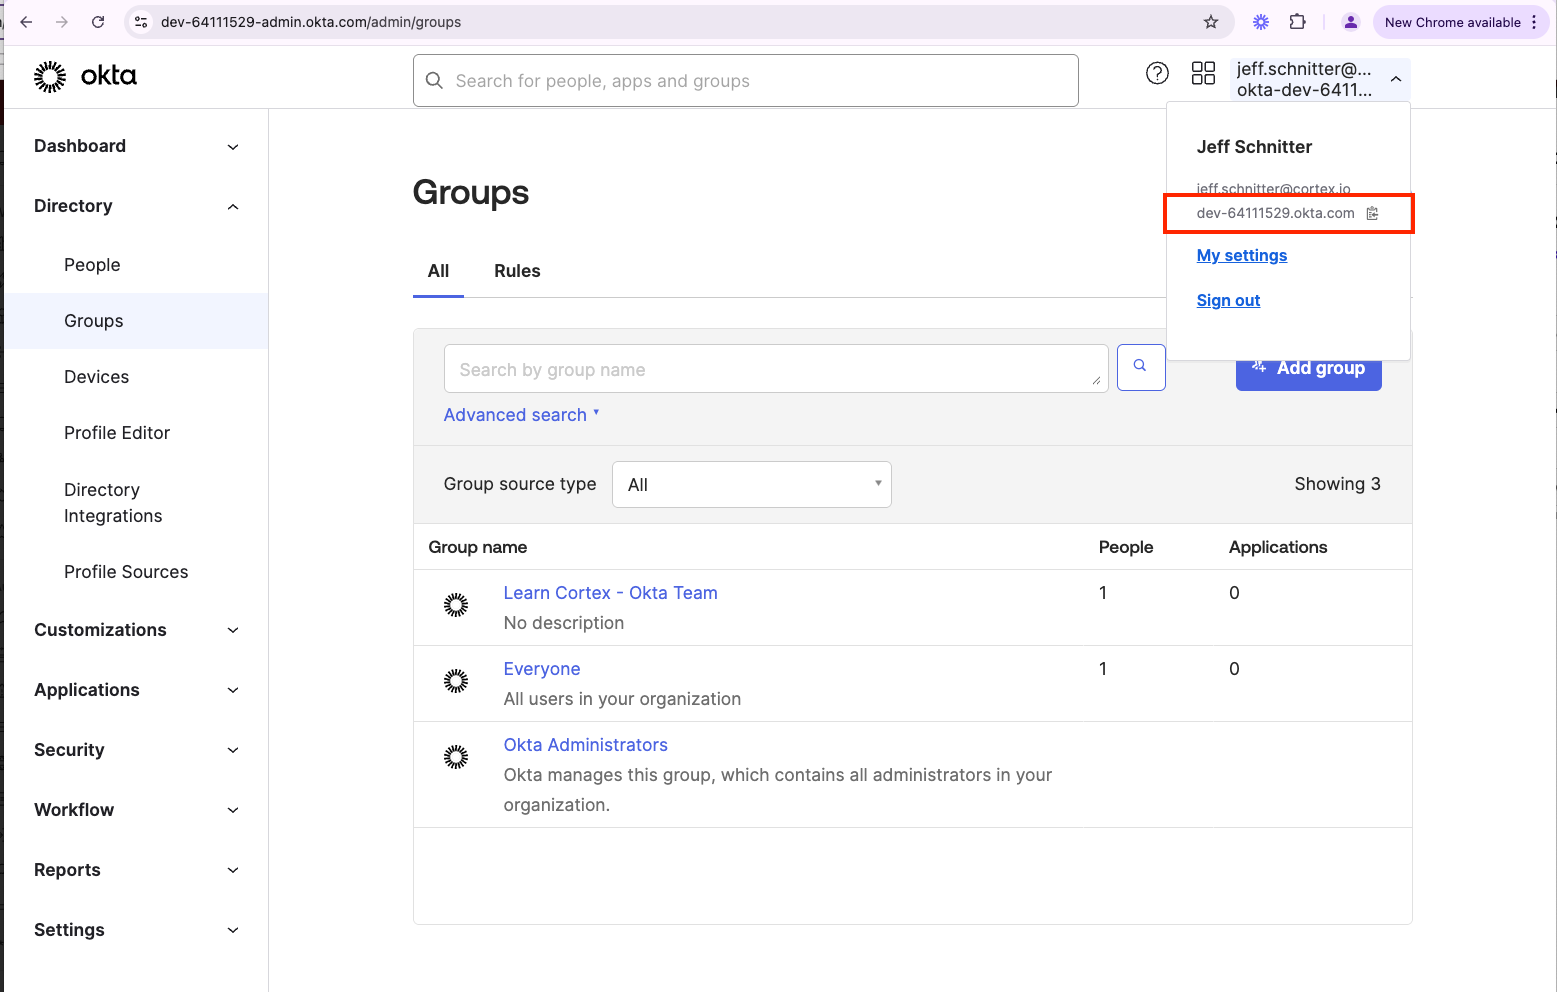 dev-64111529-admin.okta.com/admin/groups
New Chrome available
okta
Search for people, apps and groups
jeff.schnitter@...
okta-dev-6411...
Jeff Schnitter
jeff.schnitter@cortex.io
dev-64111529.okta.com
My settings
Sign out
Dashboard
Directory
People
Groups
Devices
Profile Editor
Directory
Integrations
Profile Sources
Customizations
Applications
Security
Workflow
Reports
Settings
Groups
All
Rules
Search by group name
Add group
Advanced search
Group source type
All
Showing 3
Group name
People
Applications
Learn Cortex - Okta Team
1
0
No description
Everyone
1
0
All users in your organization
Okta Administrators
Okta manages this group, which contains all administrators in your
organization.